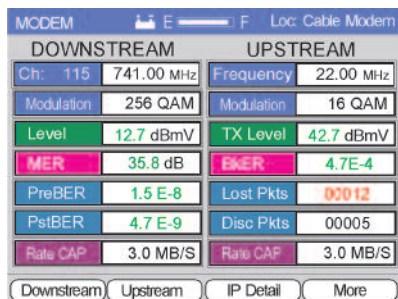 MODEM E F Loc: Cable Modem
DOWNSTREAM UPSTREAM
Ch: 115 741.00 MHz Frequency 22.00 MHz
Modulation 256 QAM Modulation 16 QAM
Level 12.7 dBmV TX Level 42.7 dBmV
MER 35.8 dB BKER 4.7E-4
PreBER 1.5 E-8 Lost Pkts 00012
PstBER 4.7 E-9 Disc Pkts 00005
Rate CAP 3.0 MB/S Rate CAP 3.0 MB/S
Downstream Upstream IP Detail More